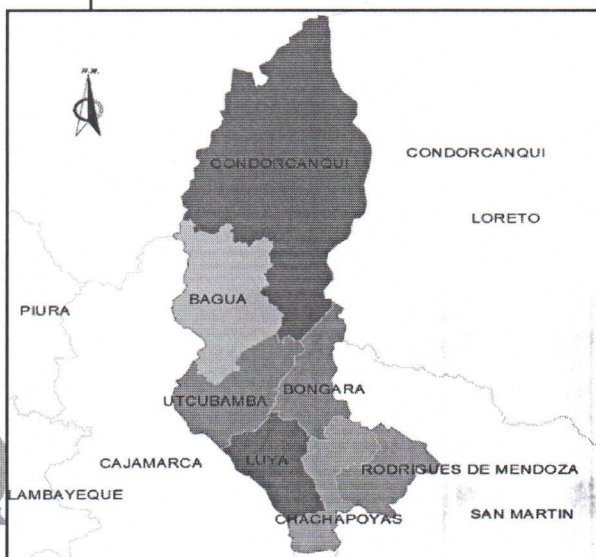 N.M.
CONDORCANQUI
CONDORCANQUI
LORETO
BAGUA
PIURA
UTCUBAMBA
BONGARA
CAJAMARCA
LUYA
RODRIGUES DE MENDOZA
LAMBAYEQUE
CHACHAPOYAS
SAN MARTIN